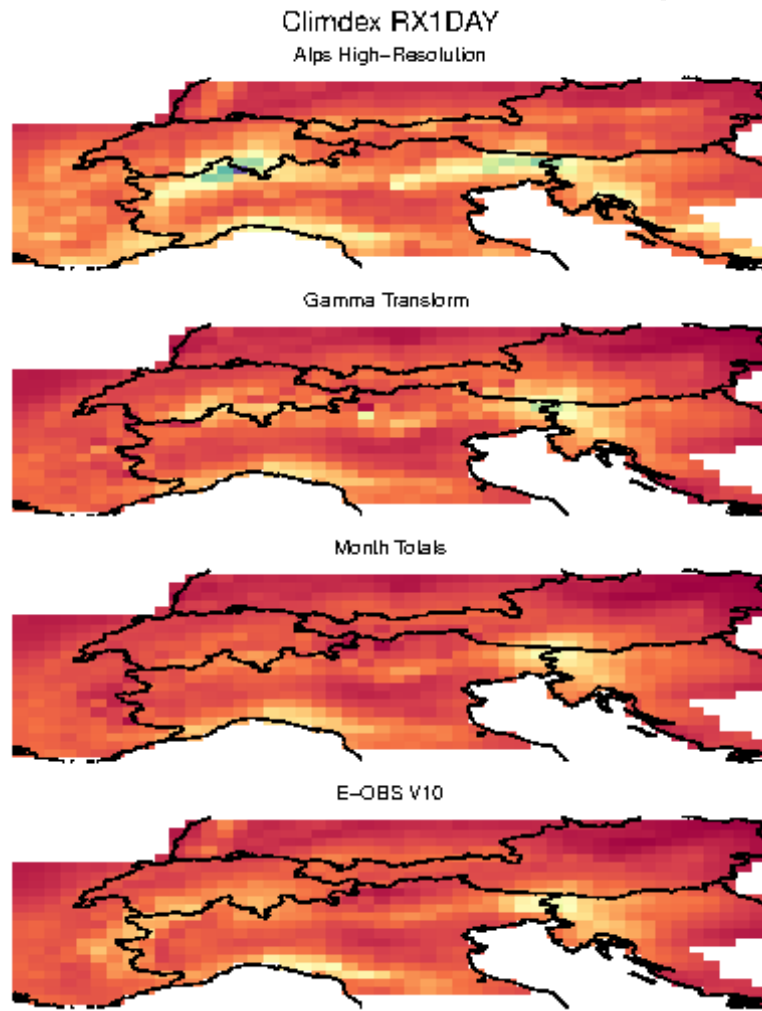 Climdex RX1DAY
Alps High-Resolution
Gamma Transform
Month Totals
E-OBS V10